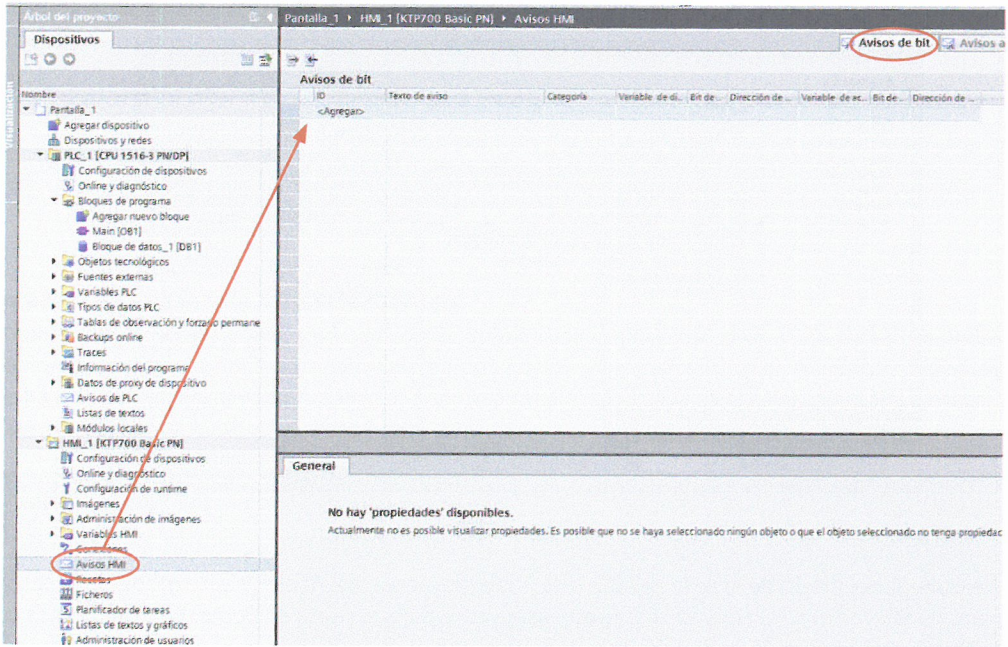 Árbol del proyecto
Pantalla_1 ▸ HMI_1 [KTP700 Basic PN] ▸ Avisos HMI
Dispositivos
Avisos de bit
Avisos a
Avisos de bit
Nombre
ID Texto de aviso Categoría Variable de di... Bit de... Dirección de ... Variable de ac... Bit de... Dirección de ...
<Agregar>
Pantalla_1
Agregar dispositivo
Dispositivos y redes
PLC_1 [CPU 1516-3 PN/DP]
Configuración de dispositivos
Online y diagnóstico
Bloques de programa
Agregar nuevo bloque
Main [OB1]
Bloque de datos_1 [DB1]
Objetos tecnológicos
Fuentes externas
Variables PLC
Tipos de datos PLC
Tablas de observación y forzado permane
Backups online
Traces
Información del programa
Datos de proxy de dispositivo
Avisos de PLC
Listas de textos
Módulos locales
HMI_1 [KTP700 Basic PN]
Configuración de dispositivos
Online y diagnóstico
Configuración de runtime
Imágenes
Administración de imágenes
Variables HMI
Conexiones
Avisos HMI
Recetas
Ficheros
Planificador de tareas
Listas de textos y gráficos
Administración de usuarios
General
No hay 'propiedades' disponibles.
Actualmente no es posible visualizar propiedades. Es posible que no se haya seleccionado ningún objeto o que el objeto seleccionado no tenga propiedac